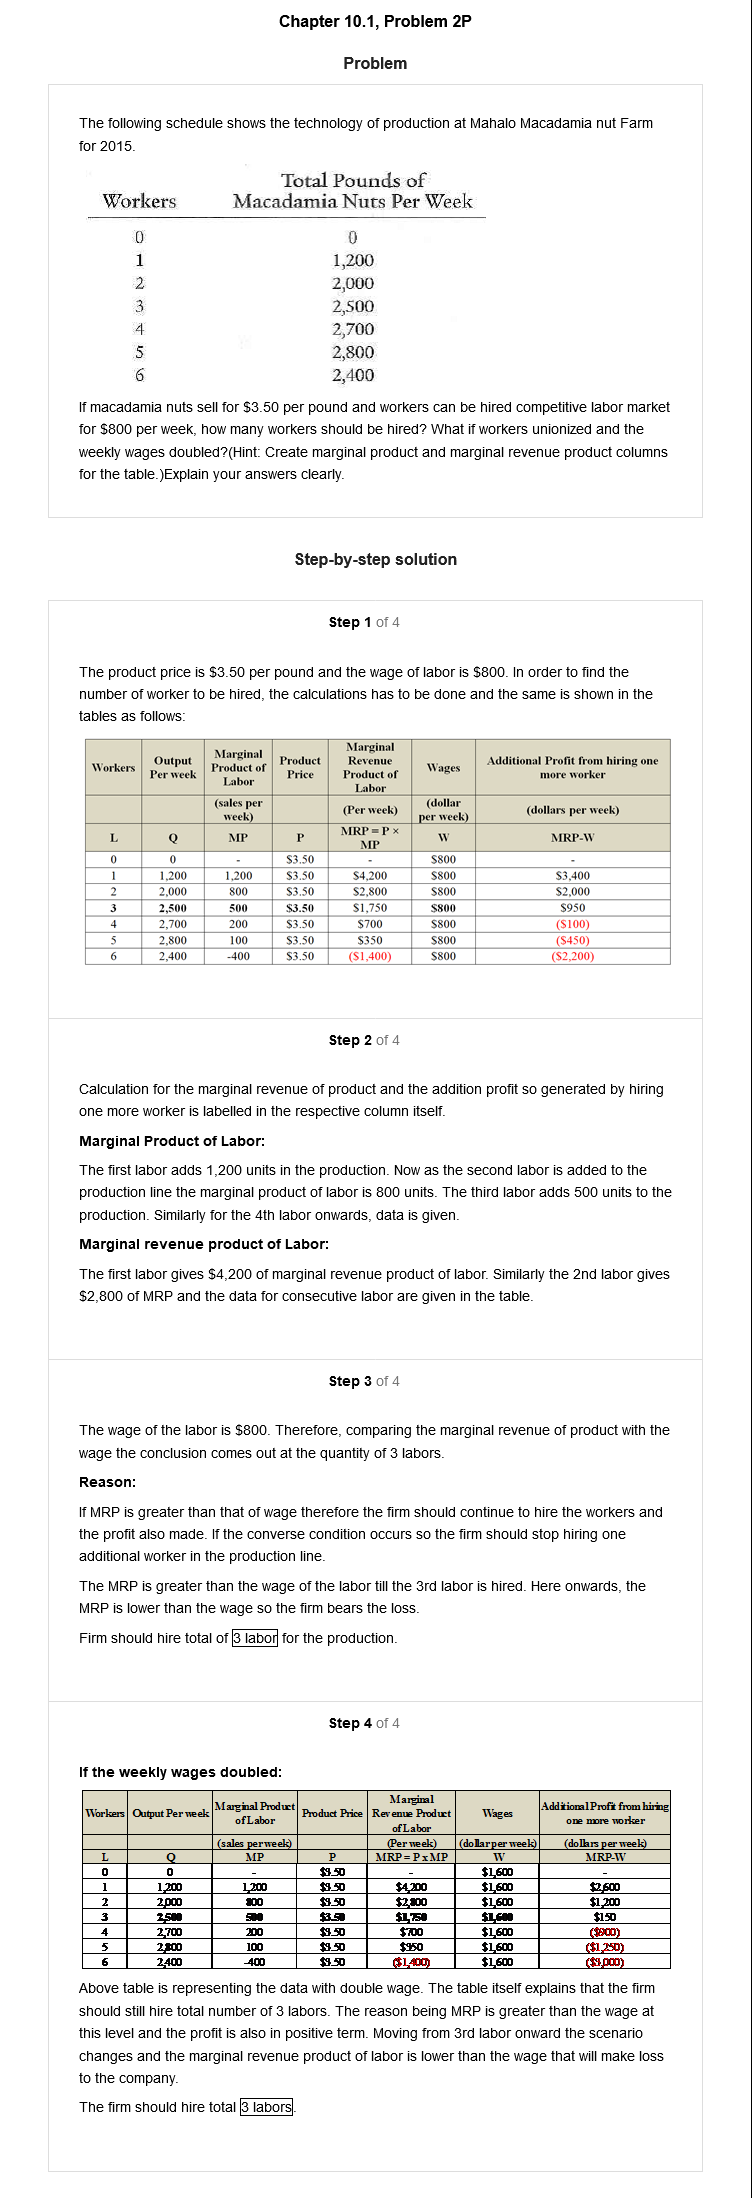 Chapter 10.1, Problem 2P
Problem
The following schedule shows the technology of production at Mahalo Macadamia nut Farm
for 2015.
Total Pounds of
Workers Macadamia Nuts Per Week
0 0
1 1,200
2 2,000
3 2,500
4 2,700
5 2,800
6 2,400
If macadamia nuts sell for $3.50 per pound and workers can be hired competitive labor market
for $800 per week, how many workers should be hired? What if workers unionized and the
weekly wages doubled?(Hint: Create marginal product and marginal revenue product columns
for the table.)Explain your answers clearly.
Step-by-step solution
Step 1 of 4
The product price is $3.50 per pound and the wage of labor is $800. In order to find the
number of worker to be hired, the calculations has to be done and the same is shown in the
tables as follows:
Workers Output Per week Marginal Product of Labor Product Price Marginal Revenue Product of Labor Wages Additional Profit from hiring one more worker
(sales per week) (Per week) (dollar per week) (dollars per week)
L Q MP P MRP = P × MP W MRP-W
0 0 - $3.50 - $800 -
1 1,200 1,200 $3.50 $4,200 $800 $3,400
2 2,000 800 $3.50 $2,800 $800 $2,000
3 2,500 500 $3.50 $1,750 $800 $950
4 2,700 200 $3.50 $700 $800 ($100)
5 2,800 100 $3.50 $350 $800 ($450)
6 2,400 -400 $3.50 ($1,400) $800 ($2,200)
Step 2 of 4
Calculation for the marginal revenue of product and the addition profit so generated by hiring
one more worker is labelled in the respective column itself.
Marginal Product of Labor:
The first labor adds 1,200 units in the production. Now as the second labor is added to the
production line the marginal product of labor is 800 units. The third labor adds 500 units to the
production. Similarly for the 4th labor onwards, data is given.
Marginal revenue product of Labor:
The first labor gives $4,200 of marginal revenue product of labor. Similarly the 2nd labor gives
$2,800 of MRP and the data for consecutive labor are given in the table.
Step 3 of 4
The wage of the labor is $800. Therefore, comparing the marginal revenue of product with the
wage the conclusion comes out at the quantity of 3 labors.
Reason:
If MRP is greater than that of wage therefore the firm should continue to hire the workers and
the profit also made. If the converse condition occurs so the firm should stop hiring one
additional worker in the production line.
The MRP is greater than the wage of the labor till the 3rd labor is hired. Here onwards, the
MRP is lower than the wage so the firm bears the loss.
Firm should hire total of 3 labor for the production.
Step 4 of 4
If the weekly wages doubled:
Workers Output Per week Marginal Product of Labor Product Price Marginal Revenue Product of Labor Wages Additional Profit from hiring one more worker
(sales per week) (Per week) (dollar per week) (dollars per week)
L Q MP P MRP = P x MP W MRP-W
0 0 - $3.50 - $1,600 -
1 1,200 1,200 $3.50 $4,200 $1,600 $2,600
2 2,000 800 $3.50 $2,800 $1,600 $1,200
3 2,500 500 $3.50 $1,750 $1,600 $150
4 2,700 200 $3.50 $700 $1,600 ($900)
5 2,800 100 $3.50 $1,600 ($1,250)
6 2,400 -400 $3.50 ($1,400) $1,600 ($3,000)
Above table is representing the data with double wage. The table itself explains that the firm
should still hire total number of 3 labors. The reason being MRP is greater than the wage at
this level and the profit is also in positive term. Moving from 3rd labor onward the scenario
changes and the marginal revenue product of labor is lower than the wage that will make loss
to the company.
The firm should hire total 3 labors.